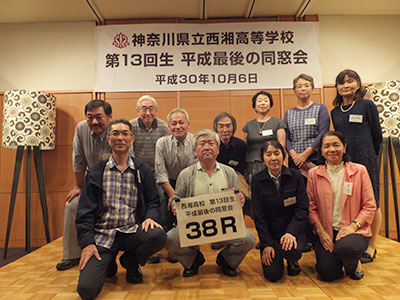 神奈川県立西湘高等学校
第13回生 平成最後の同窓会
平成30年10月6日
西湘高校 第13回生
平成最後の同窓会
38R